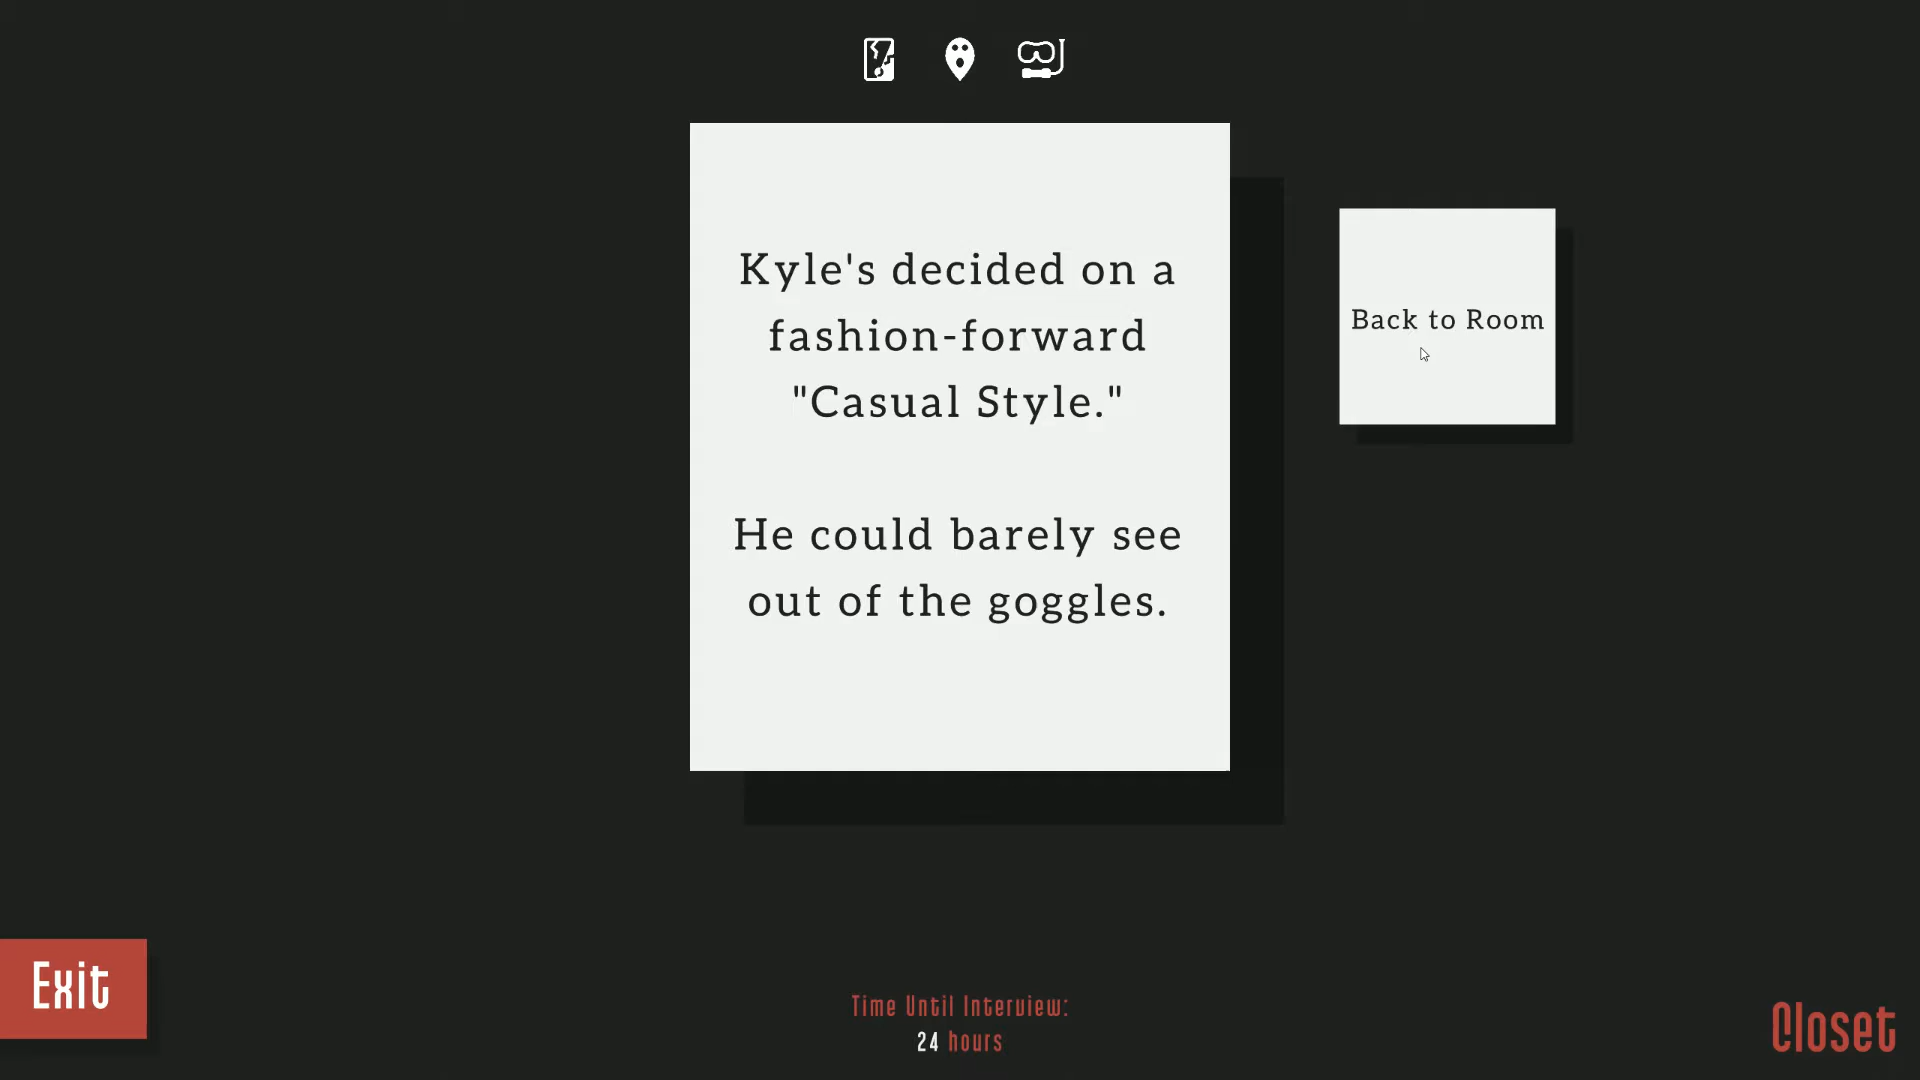 Kyle's decided on a
fashion-forward
"Casual Style."
He could barely see
out of the goggles.
Back to Room
Exit
Time Until Interview:
24 hours
Closet